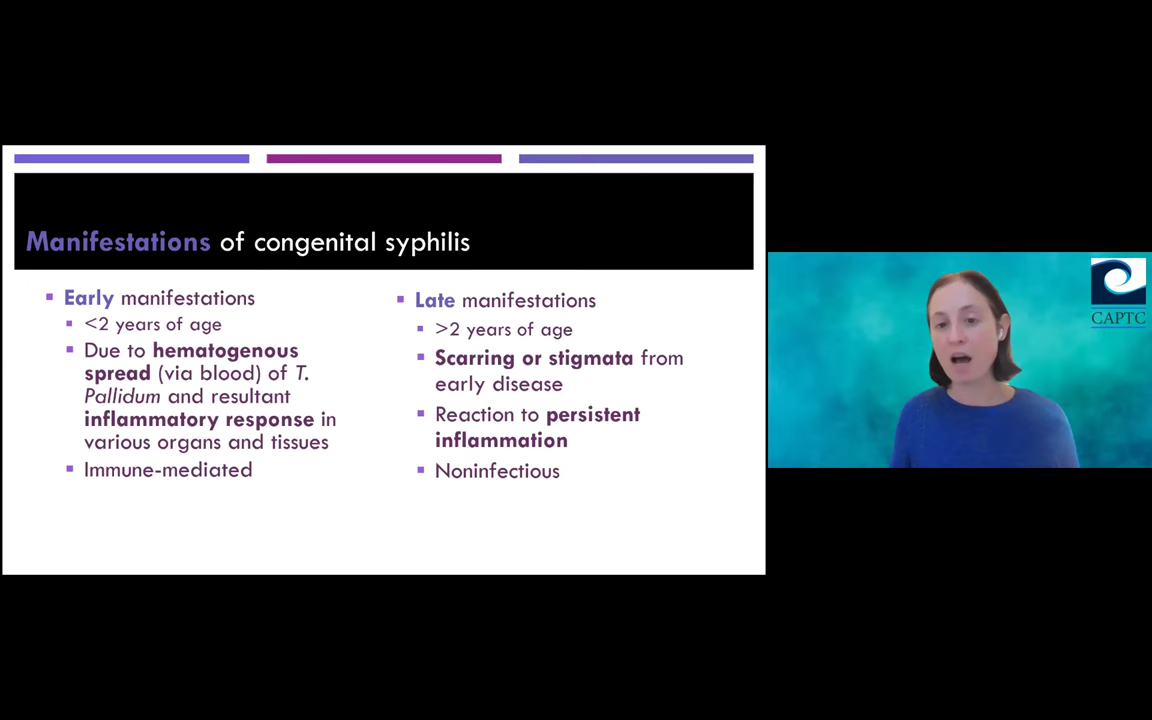 Manifestations of congenital syphilis
Early manifestations
<2 years of age
Due to hematogenous
spread (via blood) of T.
Pallidum and resultant
inflammatory response in
various organs and tissues
Immune-mediated
Late manifestations
>2 years of age
Scarring or stigmata from
early disease
Reaction to persistent
inflammation
Noninfectious
CAPTC